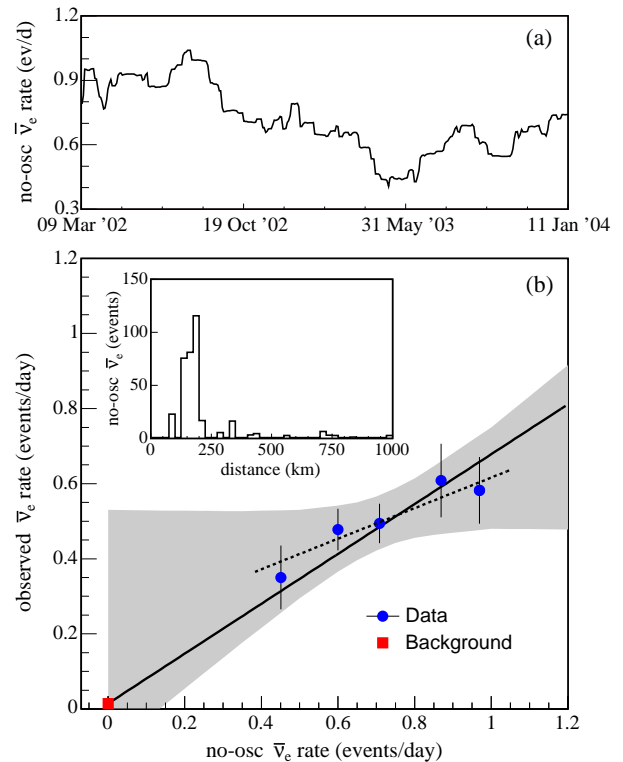 (a)
no-osc ν̅e rate (ev/d)
1.2
0.9
0.6
0.3
09 Mar '02 19 Oct '02 31 May '03 11 Jan '04
(b)
observed ν̅e rate (events/day)
1.2
1
0.8
0.6
0.4
0.2
0
no-osc ν̅e (events)
150
100
50
0
0 250 500 750 1000
distance (km)
Data
Background
0 0.2 0.4 0.6 0.8 1 1.2
no-osc ν̅e rate (events/day)